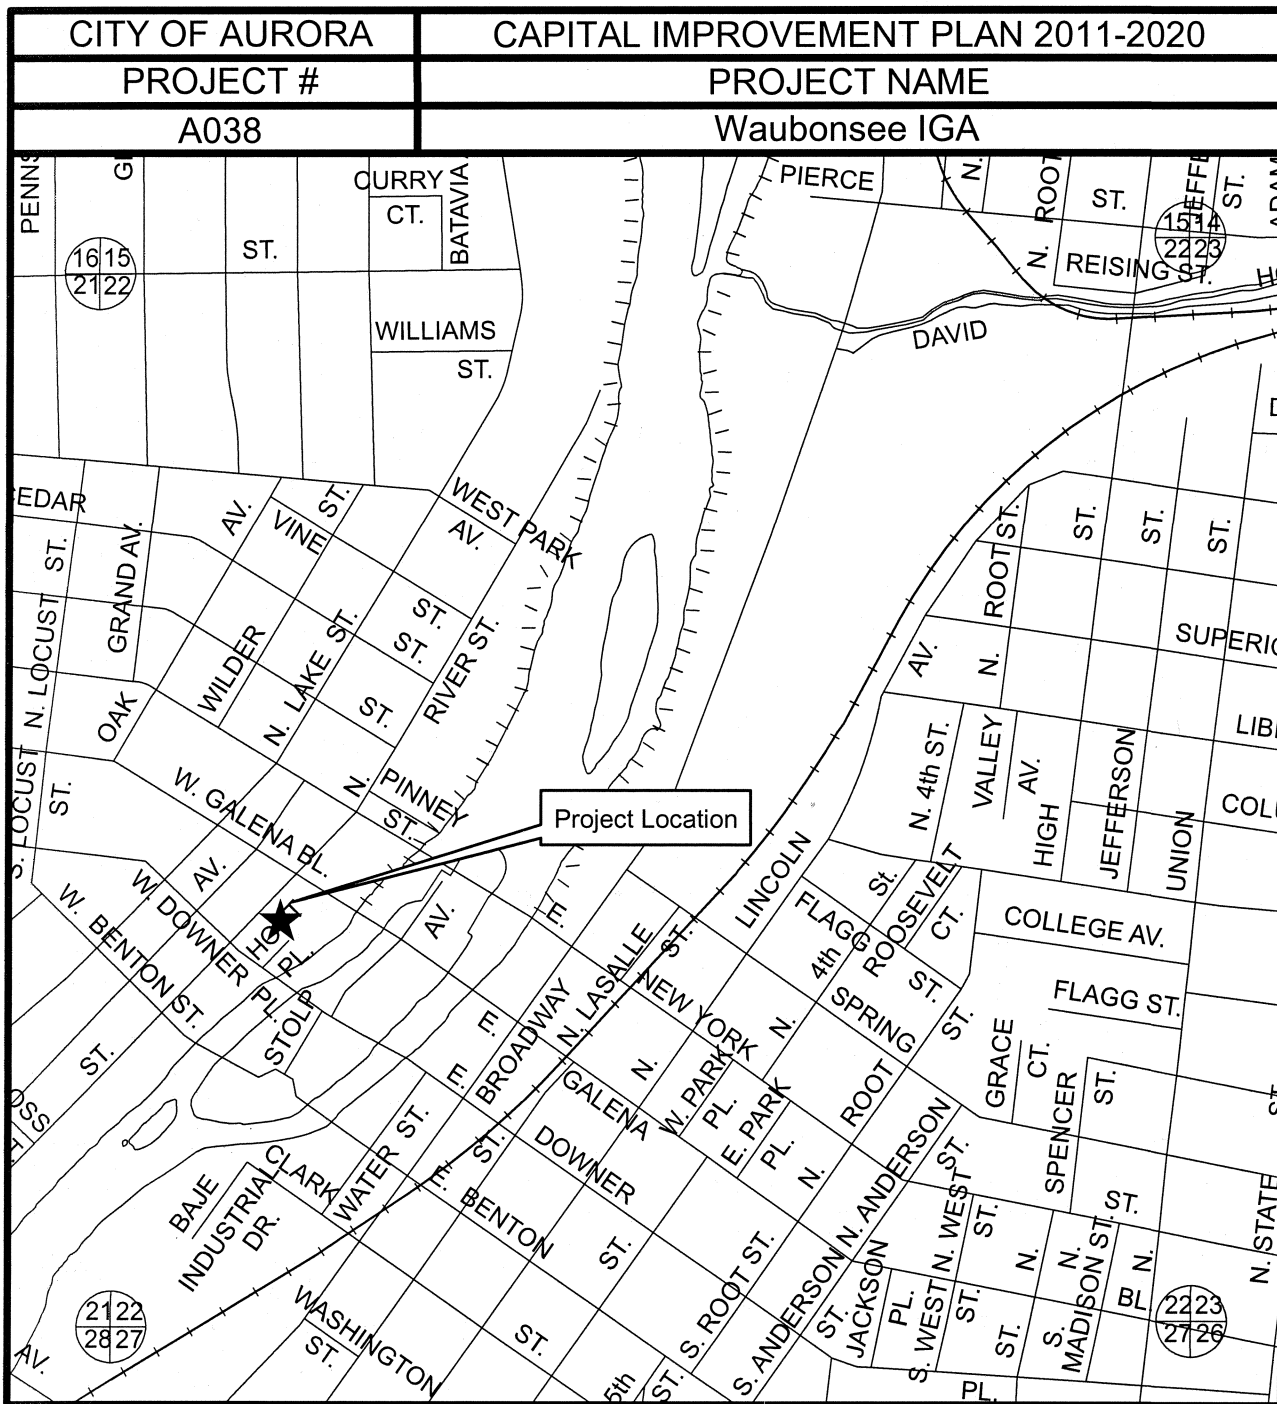 CITY OF AURORA
CAPITAL IMPROVEMENT PLAN 2011-2020
PROJECT #
PROJECT NAME
A038
Waubonsee IGA
CURRY
CT.
BATAVIA
PIERCE
N.
ROOT
ST.
ST.
15 14
22 23
16 15
21 22
ST.
N.
REISING ST.
WILLIAMS
ST.
DAVID
WEST PARK
AV.
AV.
VINE
ST.
ST.
GRAND AV.
N. LOCUST
ROOT ST.
N.
ST.
ST.
ST.
ST.
ST.
WILDER
N. LAKE ST.
RIVER ST.
N.
ST.
OAK
AV.
N. 4th ST.
VALLEY
AV.
HIGH
JEFFERSON
UNION
S. LOCUST
ST.
W. GALENA BL.
PINNEY
ST.
Project Location
LINCOLN
AV.
W. DOWNER PL.
W. BENTON ST.
STOLP
AV.
E.
FLAGG
ST.
4th
St.
ROOSEVELT
CT.
COLLEGE AV.
FLAGG ST.
N. LASALLE
ST.
NEW YORK
SPRING
ST.
BROADWAY
E.
E.
GALENA
N.
N.
W. PARK
PL.
E. PARK
PL.
ROOT
N.
GRACE
CT.
SPENCER
ST.
ST.
WATER ST.
ST.
DOWNER
E. BENTON
ST.
CLARK
BAJE
INDUSTRIAL
DR.
N. ANDERSON
ST.
N. WEST
ST.
N.
N.
N.
ST.
BL.
N. STATE
S. ROOT ST.
S. ANDERSON
ST.
JACKSON
PL.
S. WEST
ST.
ST.
S.
MADISON ST.
21 22
28 27
22 23
27 26
WASHINGTON
ST.
ST.
5th
ST.
AV.
PL.